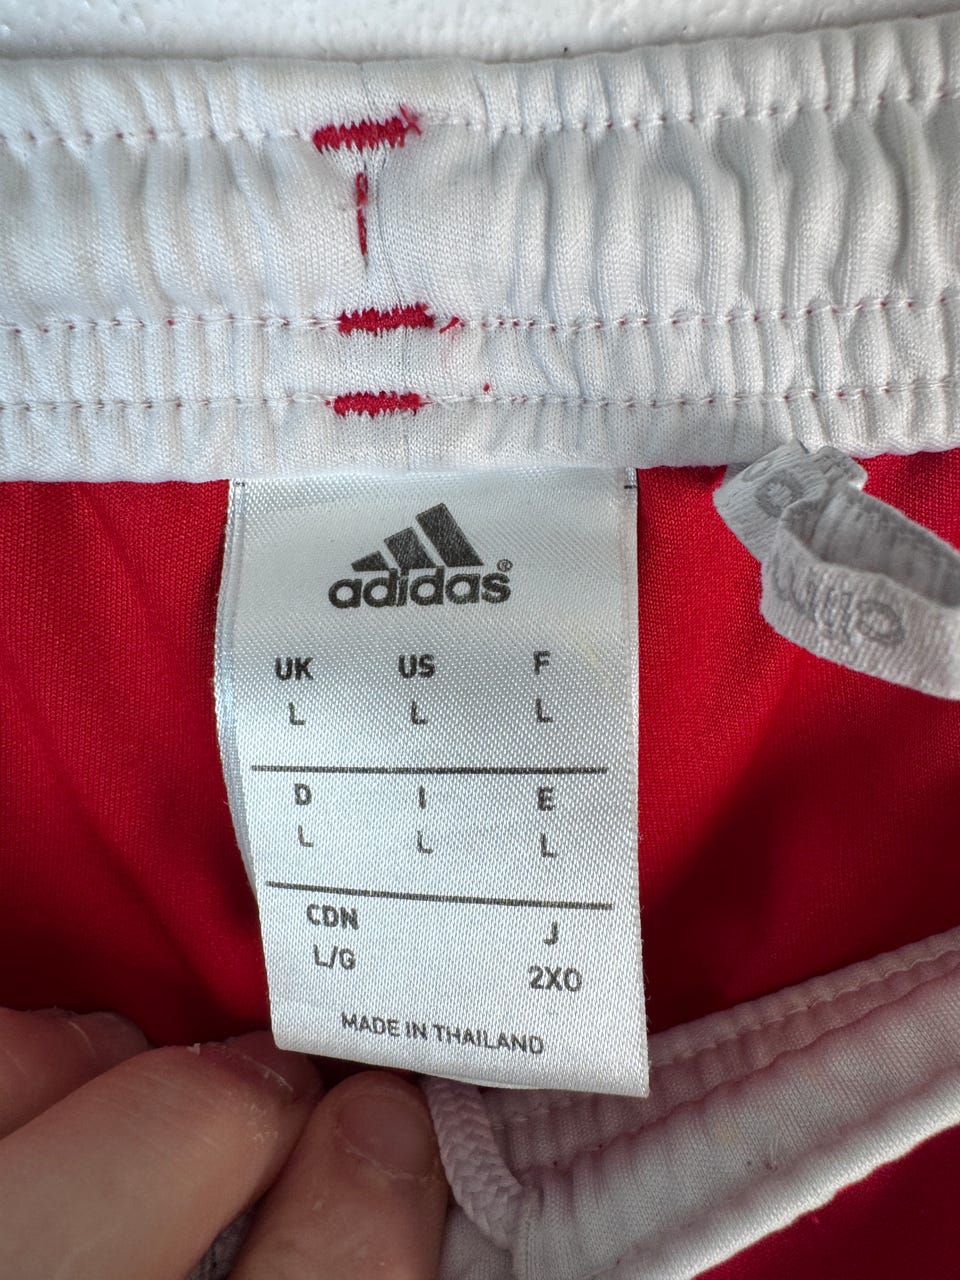 adidas®
UK US F
L L L
D I E
L L L
CDN J
L/G 2XO
MADE IN THAILAND